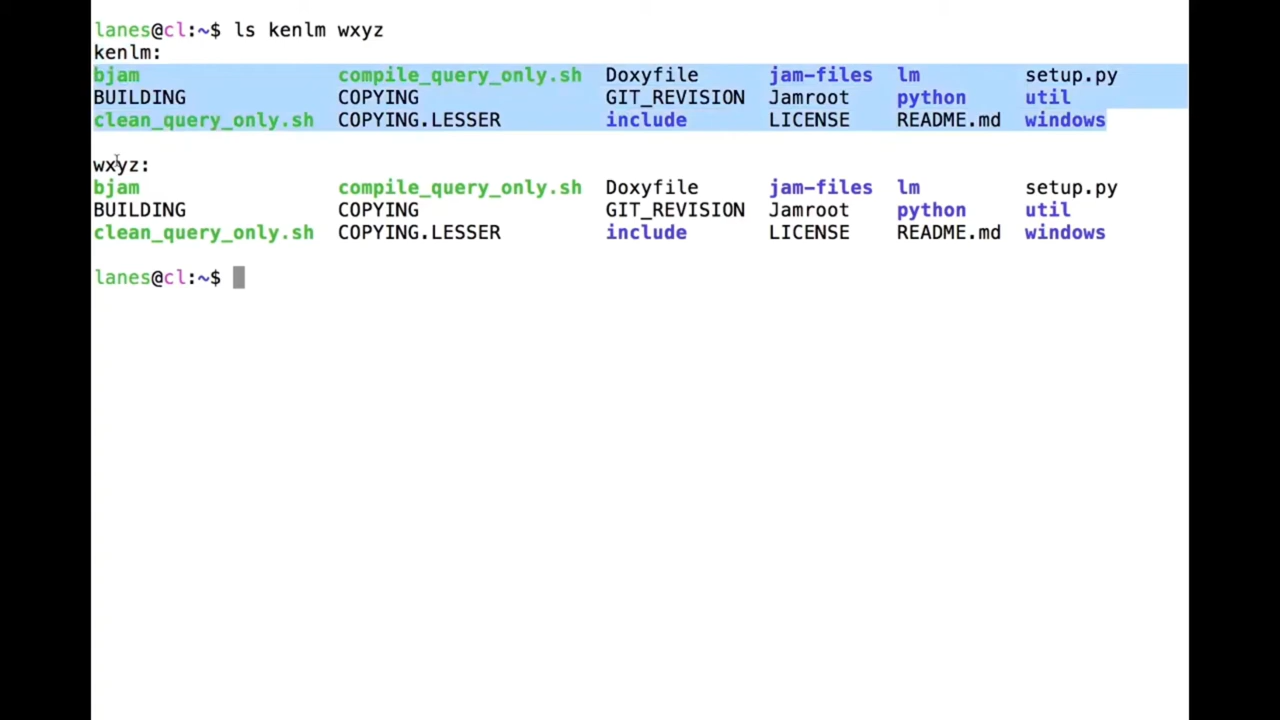 lanes@cl:~$ ls kenlm wxyz
kenlm:
bjam compile_query_only.sh Doxyfile jam-files lm setup.py
BUILDING COPYING GIT_REVISION Jamroot python util
clean_query_only.sh COPYING.LESSER include LICENSE README.md windows
wxyz:
bjam compile_query_only.sh Doxyfile jam-files lm setup.py
BUILDING COPYING GIT_REVISION Jamroot python util
clean_query_only.sh COPYING.LESSER include LICENSE README.md windows
lanes@cl:~$